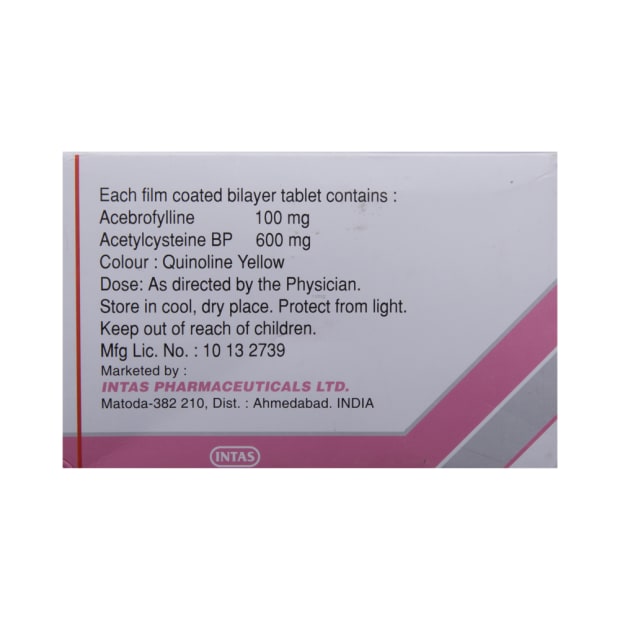 Each film coated bilayer tablet contains :
Acebrofylline 100 mg
Acetylcysteine BP 600 mg
Colour : Quinoline Yellow
Dose: As directed by the Physician.
Store in cool, dry place. Protect from light.
Keep out of reach of children.
Mfg Lic. No. : 10 13 2739
Marketed by :
INTAS PHARMACEUTICALS LTD.
Matoda-382 210, Dist. : Ahmedabad. INDIA
INTAS